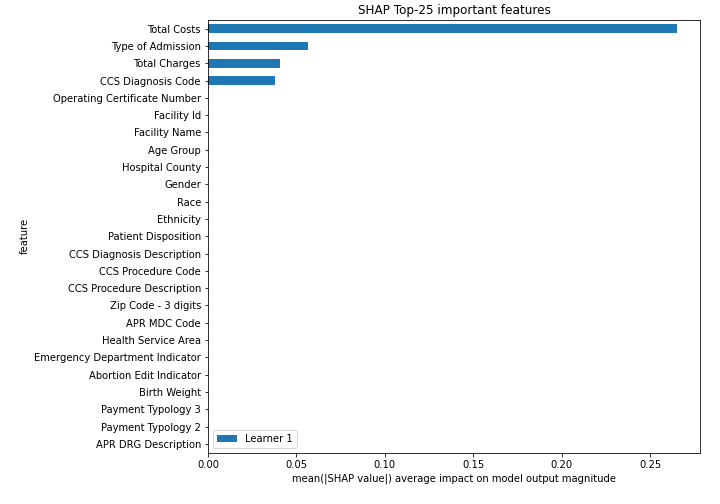 SHAP Top-25 important features
Total Costs
Type of Admission
Total Charges
CCS Diagnosis Code
Operating Certificate Number
Facility Id
Facility Name
Age Group
Hospital County
Gender
Race
Ethnicity
Patient Disposition
CCS Diagnosis Description
CCS Procedure Code
CCS Procedure Description
Zip Code - 3 digits
APR MDC Code
Health Service Area
Emergency Department Indicator
Abortion Edit Indicator
Birth Weight
Payment Typology 3
Payment Typology 2
APR DRG Description
feature
Learner 1
0.00 0.05 0.10 0.15 0.20 0.25
mean(|SHAP value|) average impact on model output magnitude